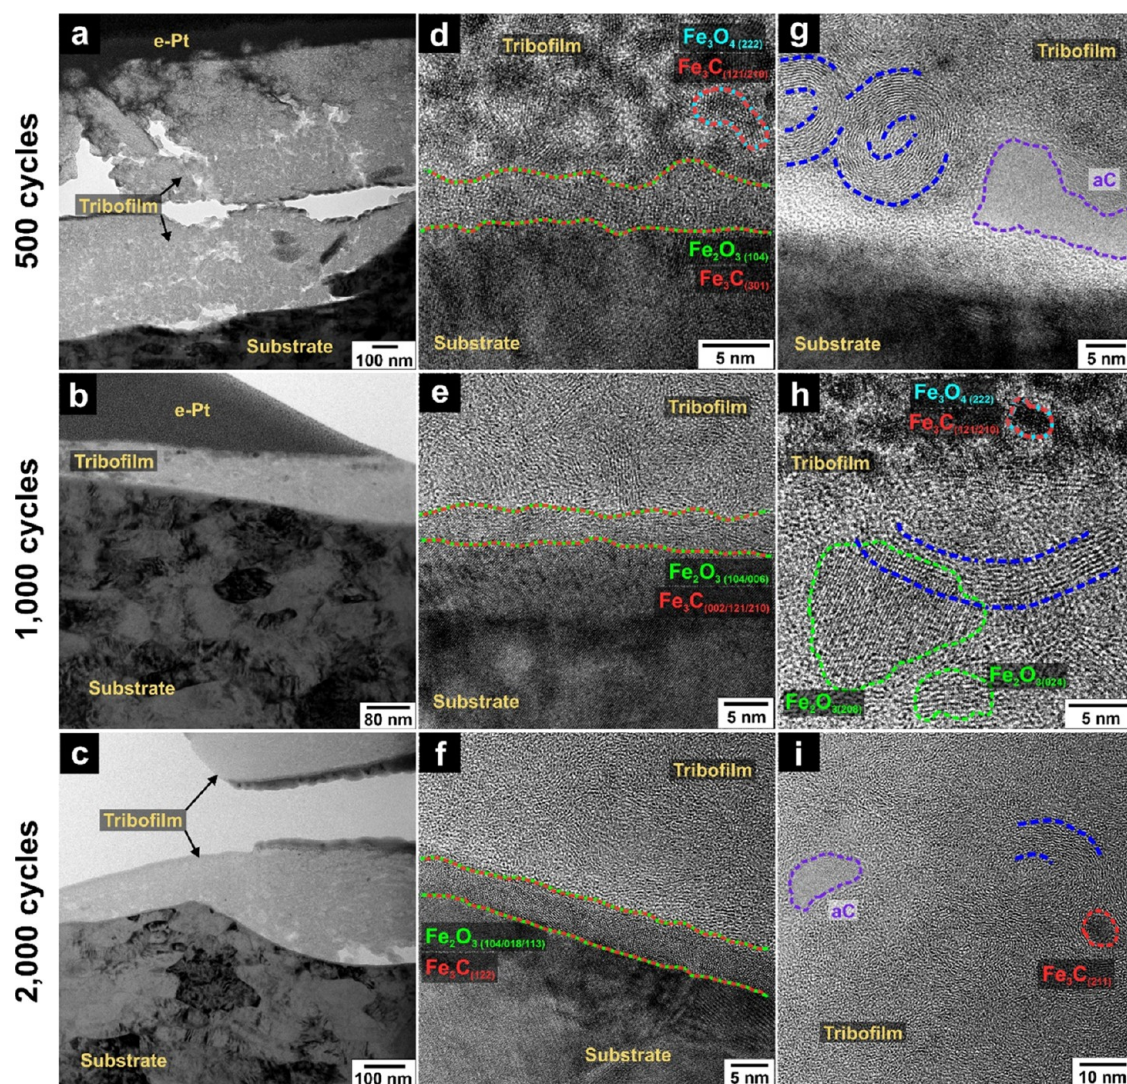 500 cycles
a
e-Pt
Tribofilm
Substrate
100 nm
d
Tribofilm
Fe3O4 (222)
Fe3C(121/210)
Fe2O3 (104)
Fe3C(301)
Substrate
5 nm
g
Tribofilm
aC
Substrate
5 nm
1,000 cycles
b
e-Pt
Tribofilm
Substrate
80 nm
e
Tribofilm
Fe2O3 (104/006)
Fe3C(002/121/210)
Substrate
5 nm
h
Fe3O4 (222)
Fe3C(121/210)
Tribofilm
Fe2O3(024)
Fe2O3(208)
5 nm
2,000 cycles
c
Tribofilm
Substrate
100 nm
f
Tribofilm
Fe2O3 (104/018/113)
Fe3C(122)
Substrate
5 nm
i
aC
Fe3C(211)
Tribofilm
10 nm